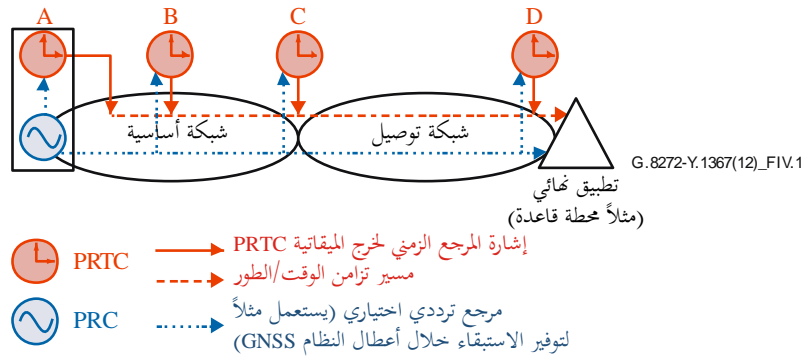 A B C D
شبكة أساسية
شبكة توصيل
G.8272-Y.1367(12)_FIV.1
تطبيق نهائي
(مثلاً محطة قاعدة)
إشارة المرجع الزمني لخرج الميقاتية PRTC
PRTC
مسير تزامن الوقت/الطور
مرجع ترددي اختياري (يستعمل مثلاً
PRC
لتوفير الاستبقاء خلال أعطال النظام GNSS)